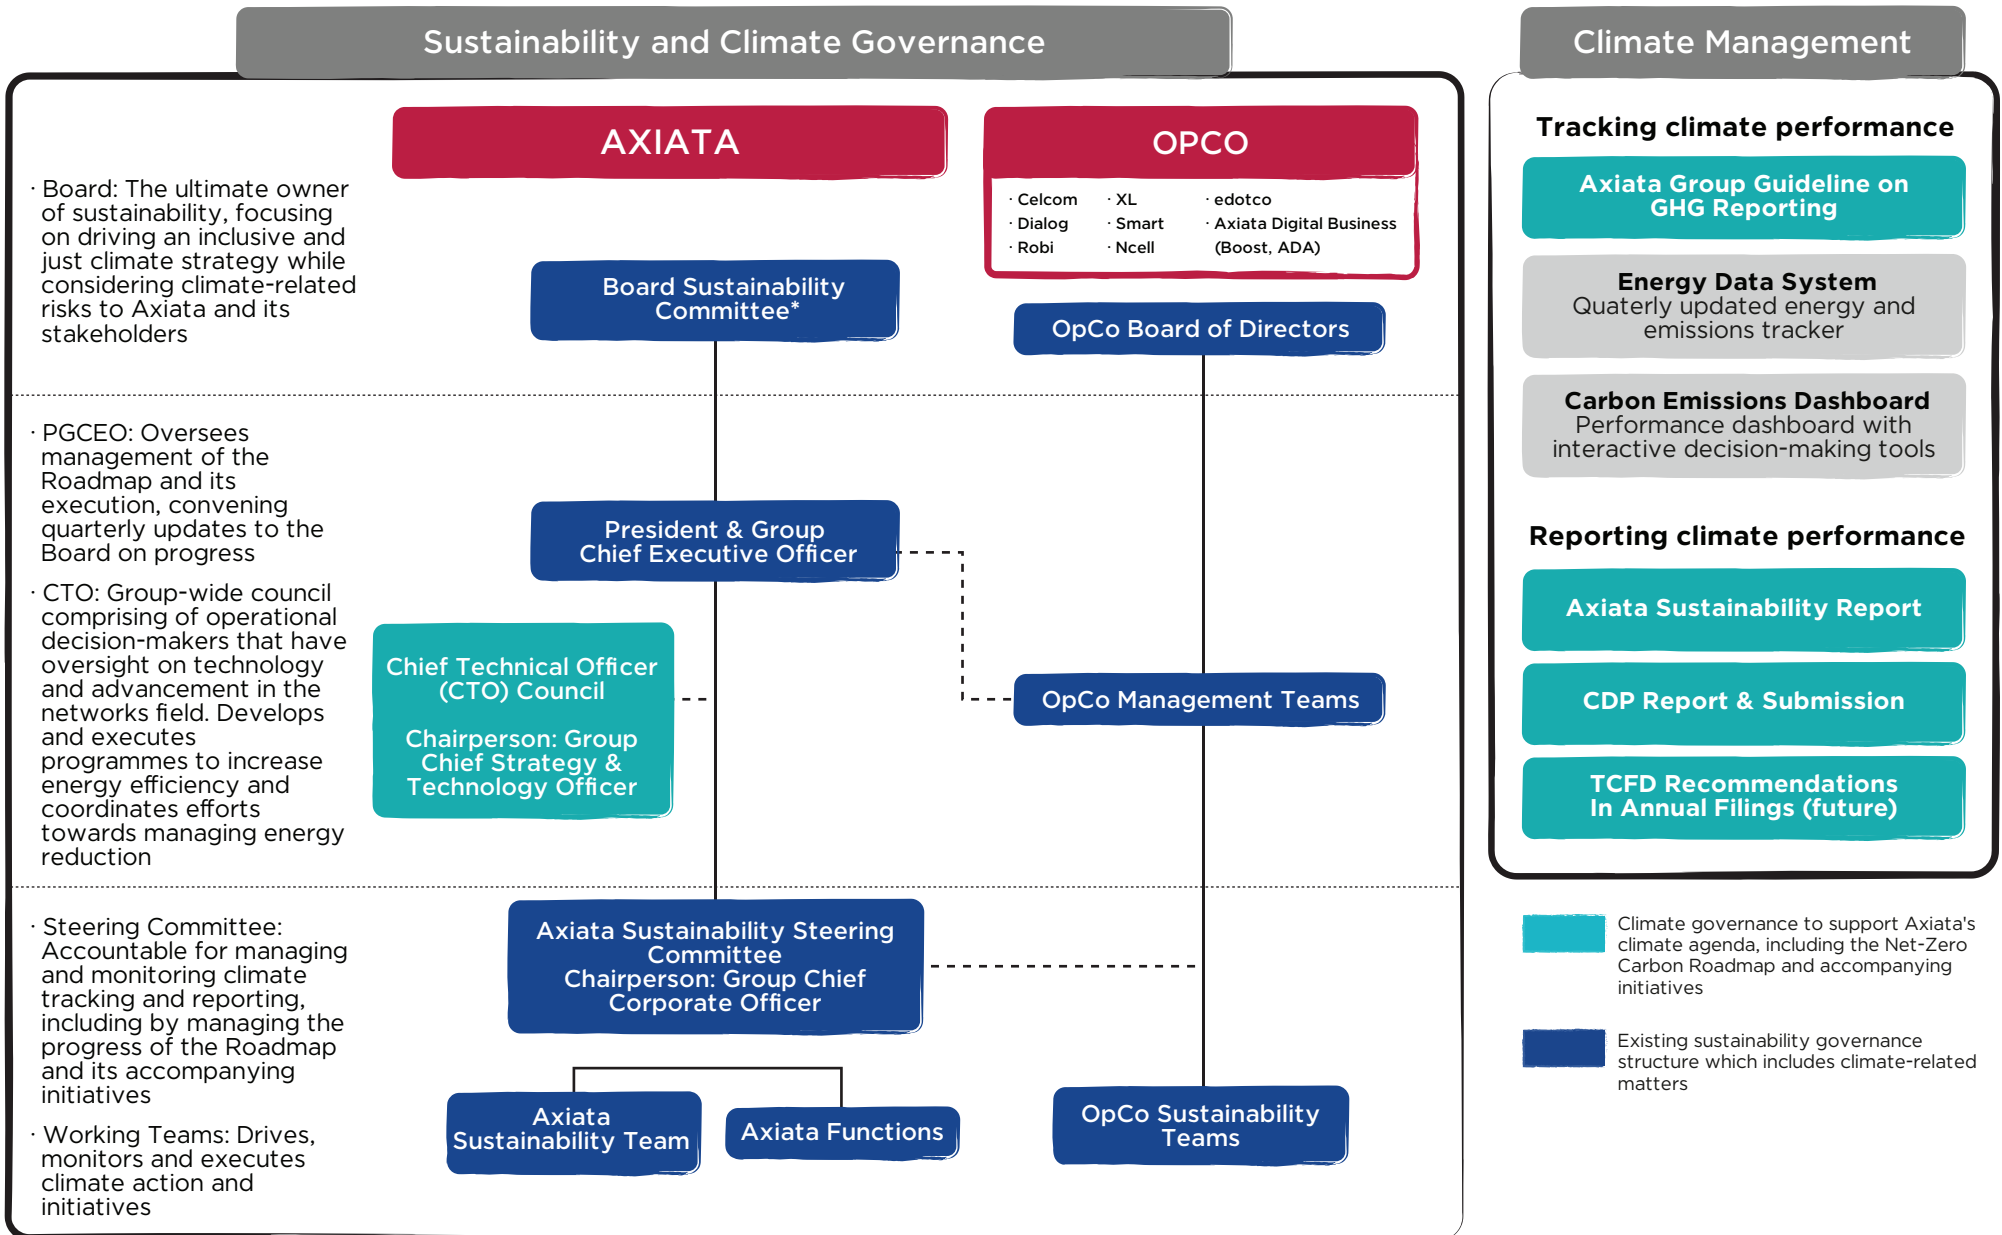 Sustainability and Climate Governance
AXIATA
OPCO
· Celcom
· Dialog
· Robi
· XL
· Smart
· Ncell
· edotco
· Axiata Digital Business
(Boost, ADA)
· Board: The ultimate owner
of sustainability, focusing
on driving an inclusive and
just climate strategy while
considering climate-related
risks to Axiata and its
stakeholders
Board Sustainability
Committee*
OpCo Board of Directors
· PGCEO: Oversees
management of the
Roadmap and its
execution, convening
quarterly updates to the
Board on progress
· CTO: Group-wide council
comprising of operational
decision-makers that have
oversight on technology
and advancement in the
networks field. Develops
and executes
programmes to increase
energy efficiency and
coordinates efforts
towards managing energy
reduction
President & Group
Chief Executive Officer
Chief Technical Officer
(CTO) Council
Chairperson: Group
Chief Strategy &
Technology Officer
OpCo Management Teams
· Steering Committee:
Accountable for managing
and monitoring climate
tracking and reporting,
including by managing the
progress of the Roadmap
and its accompanying
initiatives
· Working Teams: Drives,
monitors and executes
climate action and
initiatives
Axiata Sustainability Steering
Committee
Chairperson: Group Chief
Corporate Officer
Axiata
Sustainability Team
Axiata Functions
OpCo Sustainability
Teams
Climate Management
Tracking climate performance
Axiata Group Guideline on
GHG Reporting
Energy Data System
Quaterly updated energy and
emissions tracker
Carbon Emissions Dashboard
Performance dashboard with
interactive decision-making tools
Reporting climate performance
Axiata Sustainability Report
CDP Report & Submission
TCFD Recommendations
In Annual Filings (future)
Climate governance to support Axiata's
climate agenda, including the Net-Zero
Carbon Roadmap and accompanying
initiatives
Existing sustainability governance
structure which includes climate-related
matters